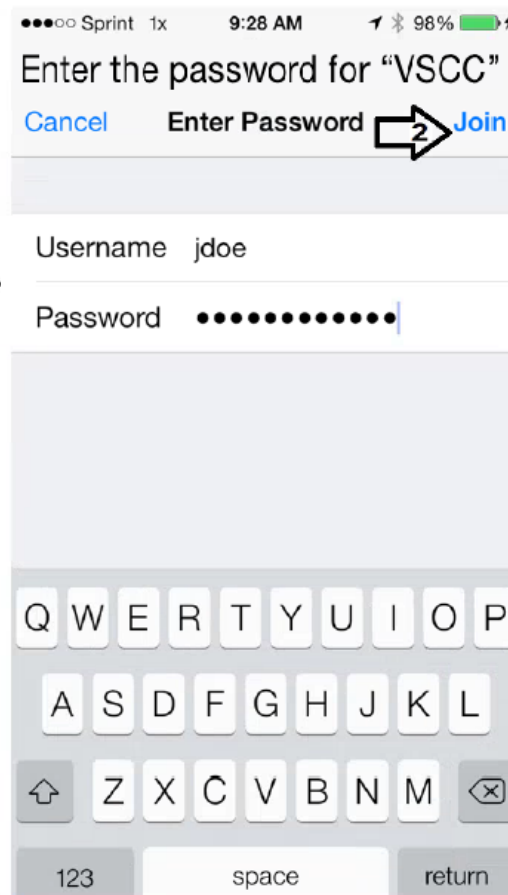 Sprint 1x 9:28 AM 98%
Enter the password for “VSCC”
Cancel Enter Password 2 Join
Username jdoe
Password ••••••••••••
Q W E R T Y U I O P
A S D F G H J K L
Z X C V B N M
123 space return